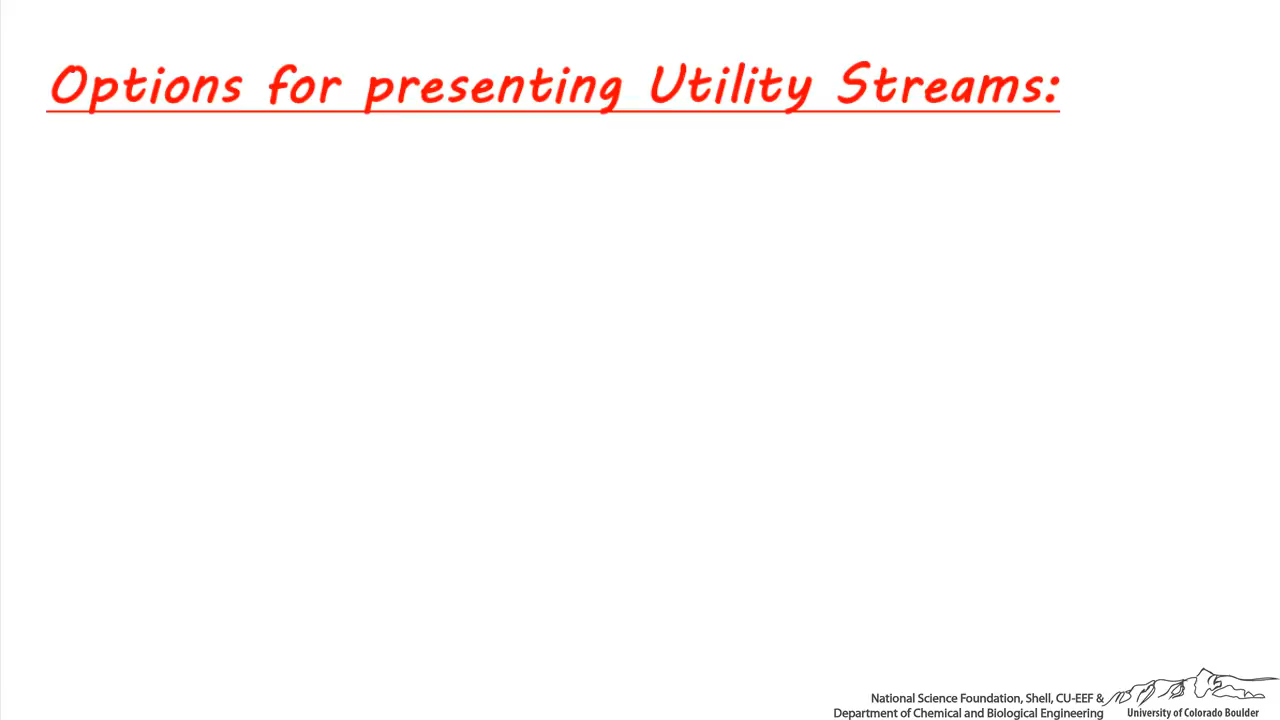 Options for presenting Utility Streams:
National Science Foundation, Shell, CU-EEF &
Department of Chemical and Biological Engineering
University of Colorado Boulder